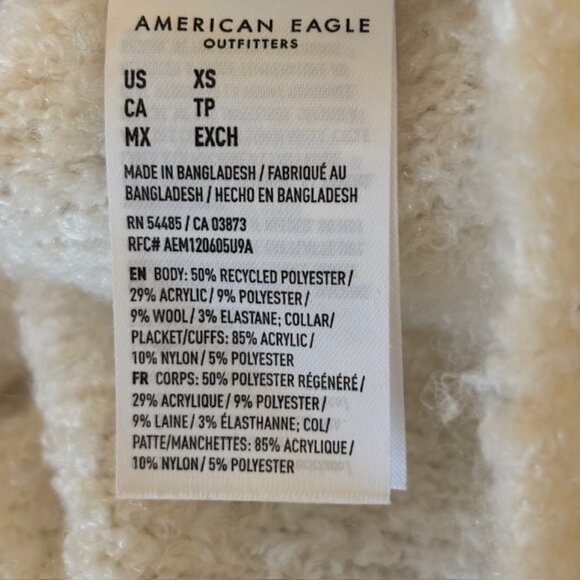 AMERICAN EAGLE
OUTFITTERS
US XS
CA TP
MX EXCH
MADE IN BANGLADESH / FABRIQUÉ AU
BANGLADESH / HECHO EN BANGLADESH
RN 54485 / CA 03873
RFC# AEM120605U9A
EN BODY: 50% RECYCLED POLYESTER /
29% ACRYLIC / 9% POLYESTER /
9% WOOL / 3% ELASTANE; COLLAR/
PLACKET/CUFFS: 85% ACRYLIC /
10% NYLON / 5% POLYESTER
FR CORPS: 50% POLYESTER RÉGÉNÉRÉ /
29% ACRYLIQUE / 9% POLYESTER /
9% LAINE / 3% ÉLASTHANNE; COL/
PATTE/MANCHETTES: 85% ACRYLIQUE /
10% NYLON / 5% POLYESTER